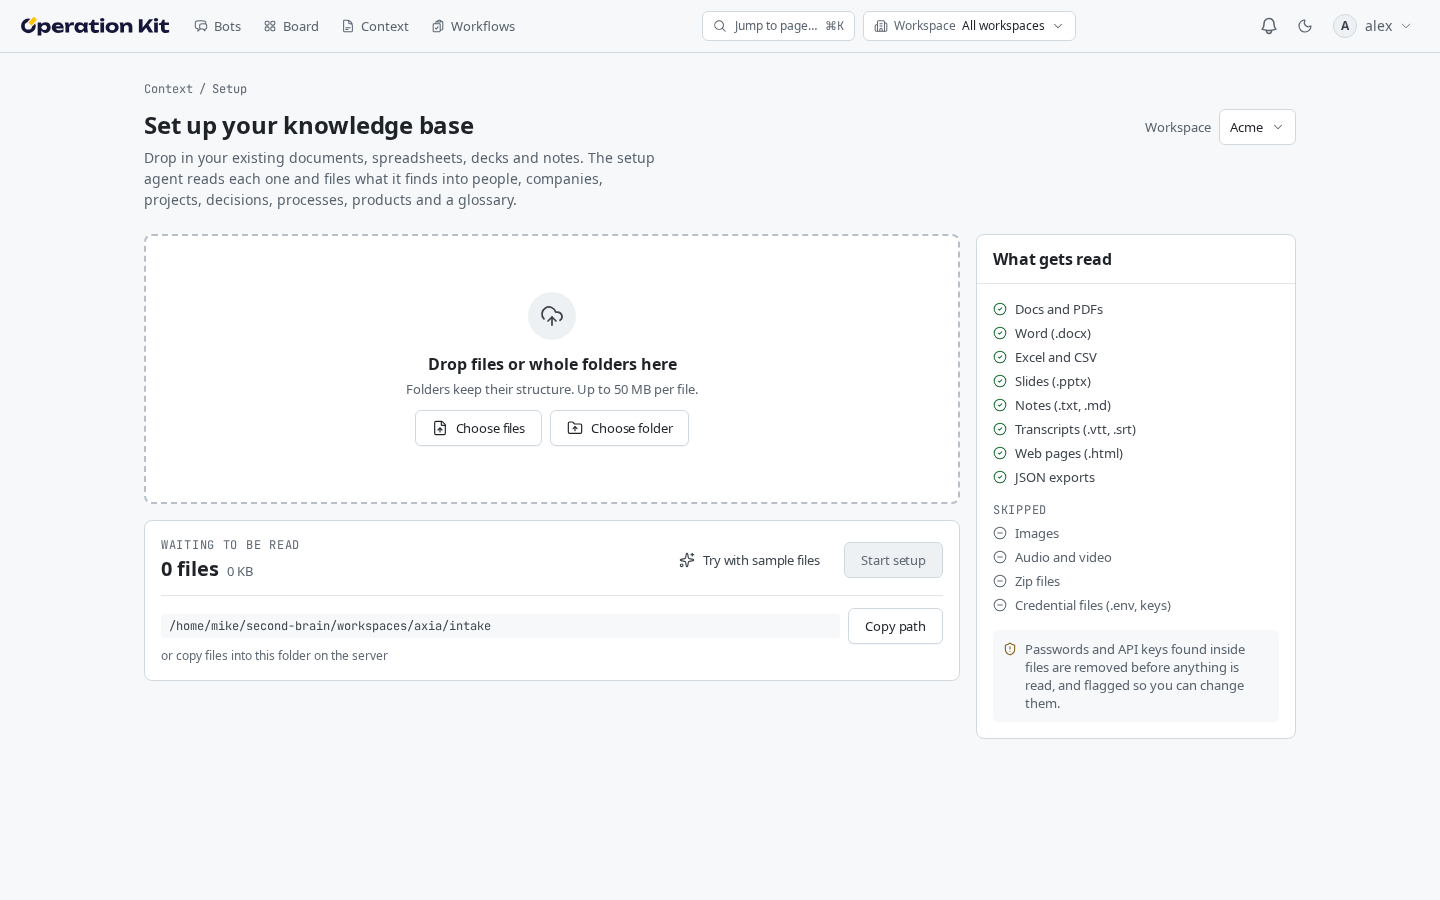 Operation Kit
Bots
Board
Context
Workflows
Jump to page... ⌘K
Workspace All workspaces
A alex
Context / Setup
Set up your knowledge base
Workspace Acme
Drop in your existing documents, spreadsheets, decks and notes. The setup
agent reads each one and files what it finds into people, companies,
projects, decisions, processes, products and a glossary.
Drop files or whole folders here
Folders keep their structure. Up to 50 MB per file.
Choose files
Choose folder
WAITING TO BE READ
0 files 0 KB
Try with sample files
Start setup
/home/mike/second-brain/workspaces/axia/intake
Copy path
or copy files into this folder on the server
What gets read
Docs and PDFs
Word (.docx)
Excel and CSV
Slides (.pptx)
Notes (.txt, .md)
Transcripts (.vtt, .srt)
Web pages (.html)
JSON exports
SKIPPED
Images
Audio and video
Zip files
Credential files (.env, keys)
Passwords and API keys found inside
files are removed before anything is
read, and flagged so you can change
them.